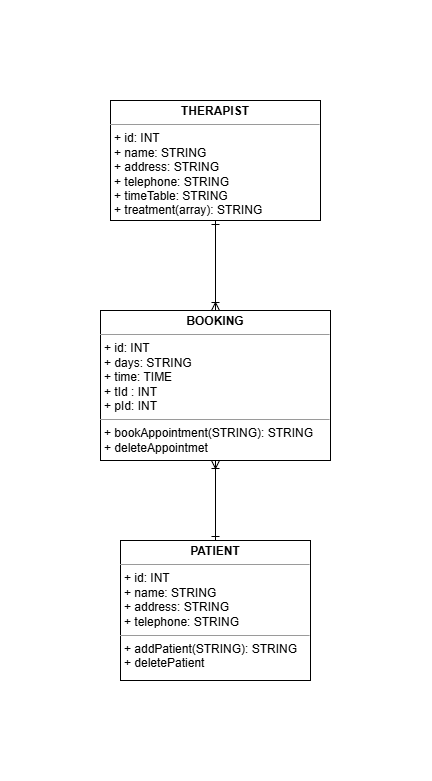 THERAPIST
+ id: INT
+ name: STRING
+ address: STRING
+ telephone: STRING
+ timeTable: STRING
+ treatment(array): STRING
BOOKING
+ id: INT
+ days: STRING
+ time: TIME
+ tId : INT
+ pId: INT
+ bookAppointment(STRING): STRING
+ deleteAppointmet
PATIENT
+ id: INT
+ name: STRING
+ address: STRING
+ telephone: STRING
+ addPatient(STRING): STRING
+ deletePatient